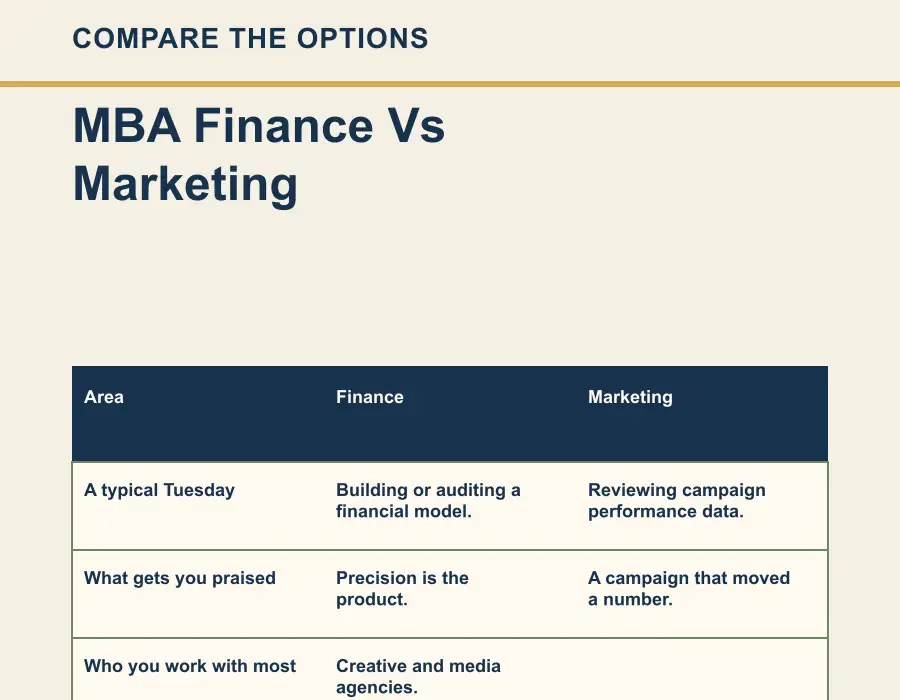 COMPARE THE OPTIONS
MBA Finance Vs
Marketing
Area
Finance
Marketing
A typical Tuesday
Building or auditing a
financial model.
Reviewing campaign
performance data.
What gets you praised
Precision is the
product.
A campaign that moved
a number.
Who you work with most
Creative and media
agencies.